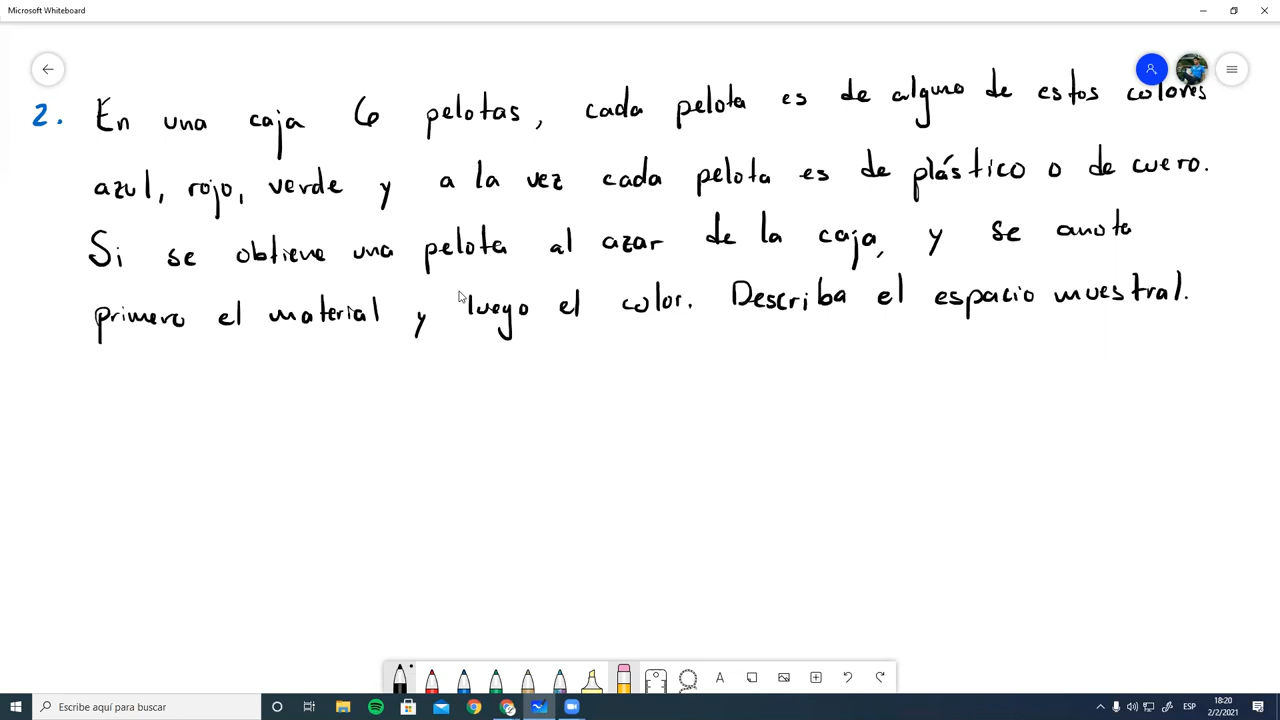 Microsoft Whiteboard
2. En una caja 6 pelotas, cada pelota es de alguno de estos colores
azul, rojo, verde y a la vez cada pelota es de plástico o de cuero.
Si se obtiene una pelota al azar de la caja, y se anota
primero el material y luego el color. Describa el espacio muestral.
A
Escribe aquí para buscar
ESP
18:20
2/2/2021